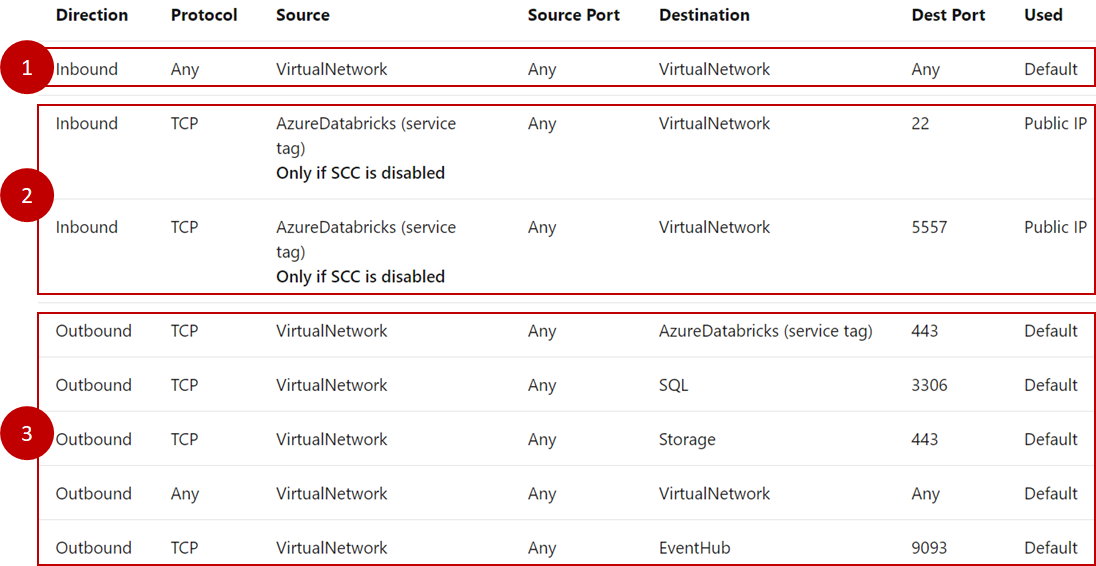 Direction Protocol Source Source Port Destination Dest Port Used
1
Inbound Any VirtualNetwork Any VirtualNetwork Any Default
2
Inbound TCP AzureDatabricks (service Any VirtualNetwork 22 Public IP
tag)
Only if SCC is disabled
Inbound TCP AzureDatabricks (service Any VirtualNetwork 5557 Public IP
tag)
Only if SCC is disabled
3
Outbound TCP VirtualNetwork Any AzureDatabricks (service tag) 443 Default
Outbound TCP VirtualNetwork Any SQL 3306 Default
Outbound TCP VirtualNetwork Any Storage 443 Default
Outbound Any VirtualNetwork Any VirtualNetwork Any Default
Outbound TCP VirtualNetwork Any EventHub 9093 Default